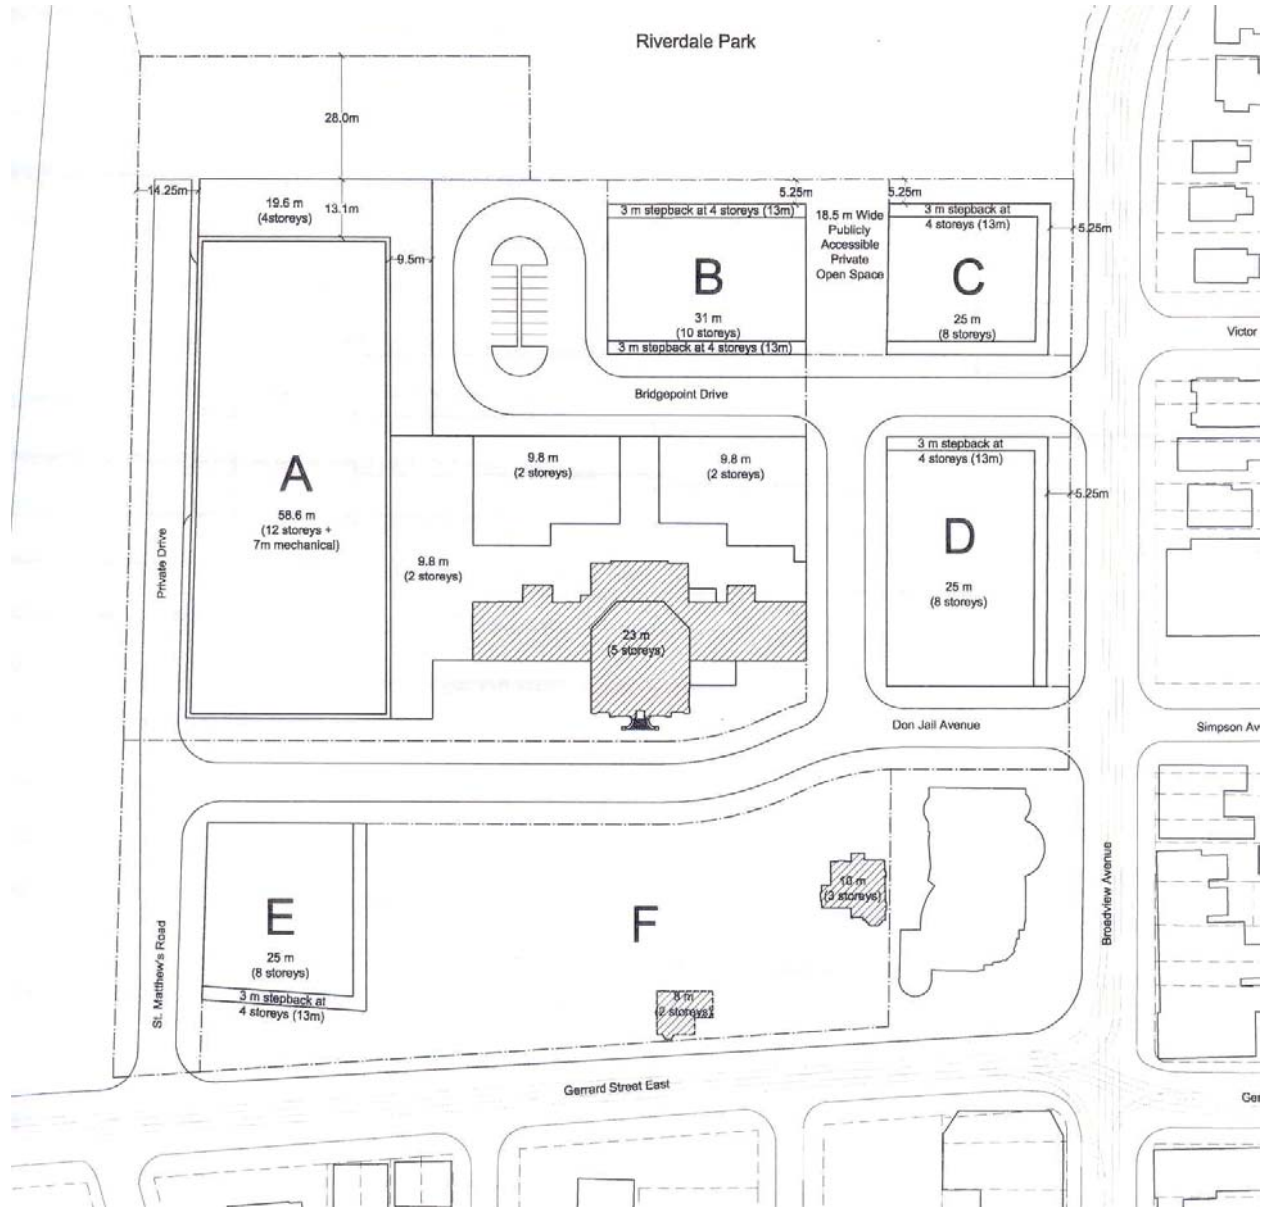 Riverdale Park
28.0m
14.25m
19.6 m
(4storeys)
13.1m
9.5m
5.25m
5.25m
3 m stepback at 4 storeys (13m)
18.5 m Wide
Publicly
Accessible
Private
Open Space
3 m stepback at
4 storeys (13m)
5.25m
B
31 m
(10 storeys)
3 m stepback at 4 storeys (13m)
C
25 m
(8 storeys)
Victor
Bridgepoint Drive
A
58.6 m
(12 storeys +
7m mechanical)
9.8 m
(2 storeys)
9.8 m
(2 storeys)
9.8 m
(2 storeys)
3 m stepback at
4 storeys (13m)
5.25m
D
25 m
(8 storeys)
Private Drive
23 m
(5 storeys)
Don Jail Avenue
Simpson Av
E
25 m
(8 storeys)
3 m stepback at
4 storeys (13m)
F
(3 storeys)
8 m
(2 storeys)
St. Matthew's Road
Broadview Avenue
Gerrard Street East
Ger